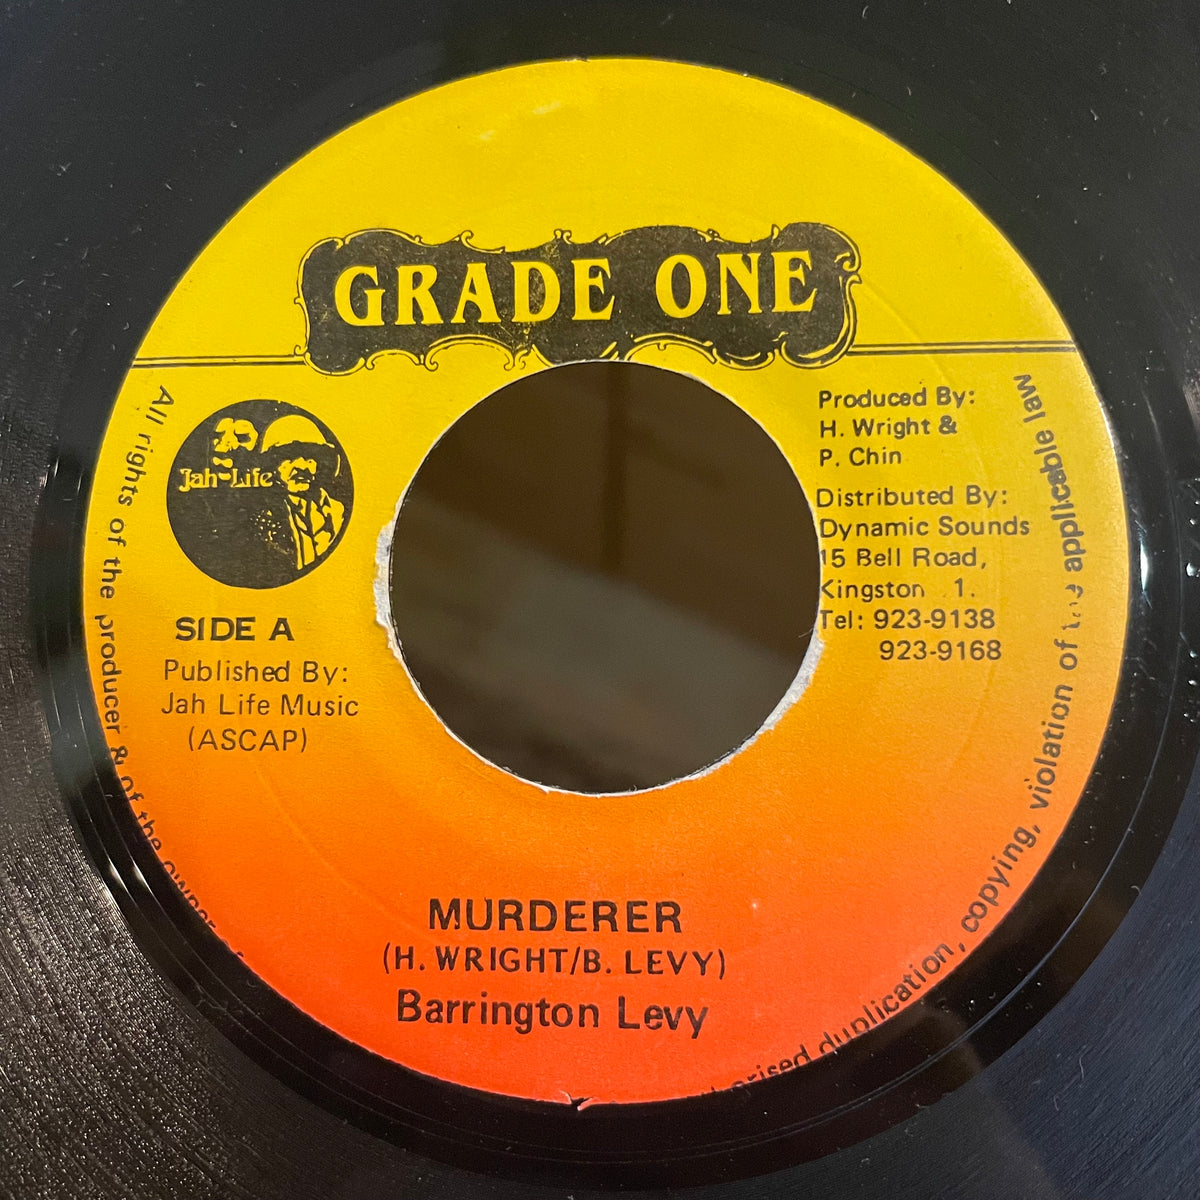 GRADE ONE
Jah Life
SIDE A
Published By:
Jah Life Music
(ASCAP)
Produced By:
H. Wright &
P. Chin
Distributed By:
Dynamic Sounds
15 Bell Road,
Kingston 1.
Tel: 923-9138
923-9168
MURDERER
(H. WRIGHT/B. LEVY)
Barrington Levy
All rights of the producer & of the owner duplication, copying, violation of applicable law